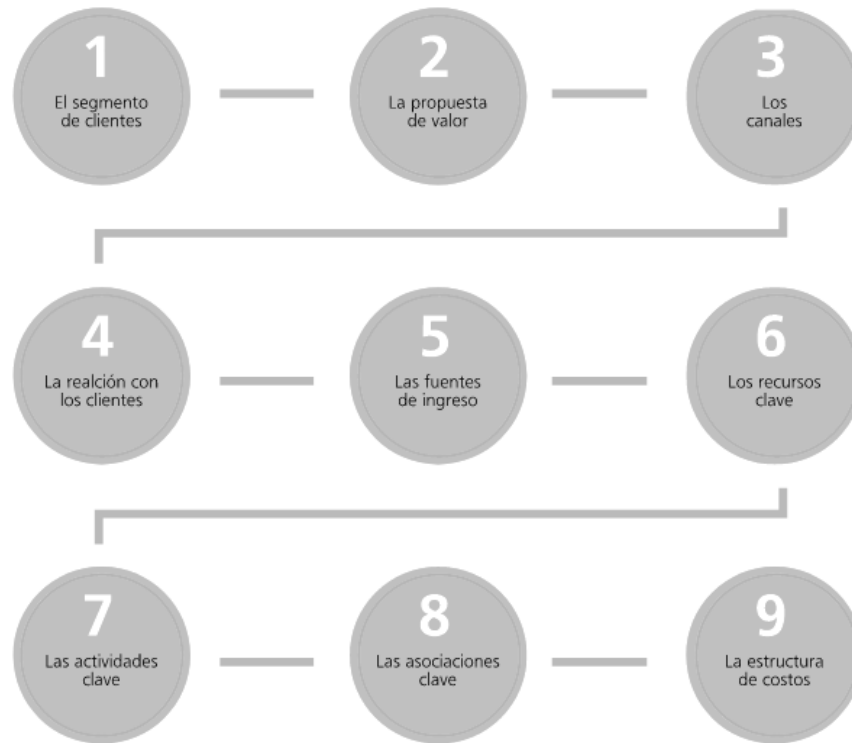 1
El segmento
de clientes
2
La propuesta
de valor
3
Los
canales
4
La realción con
los clientes
5
Las fuentes
de ingreso
6
Los recursos
clave
7
Las actividades
clave
8
Las asociaciones
clave
9
La estructura
de costos